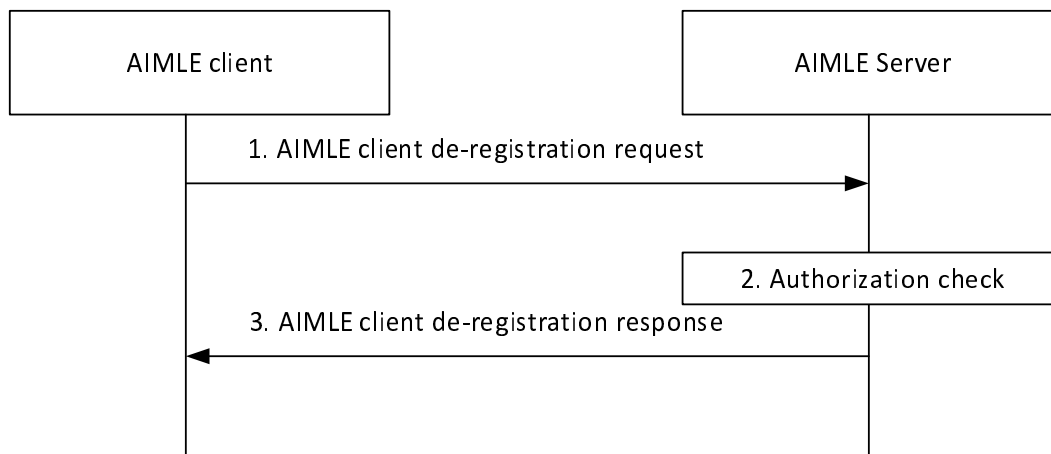 AIMLE client
AIMLE Server
1. AIMLE client de-registration request
2. Authorization check
3. AIMLE client de-registration response